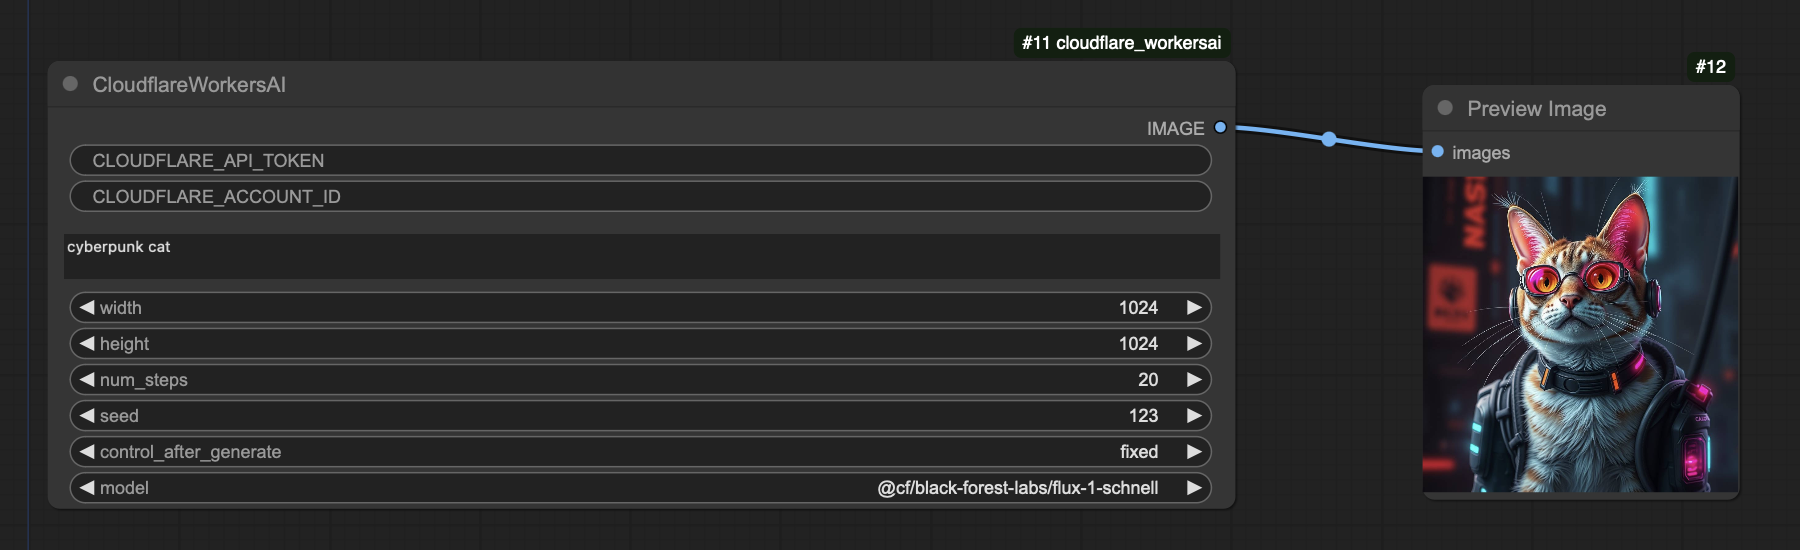 #11 cloudflare_workersai
CloudflareWorkersAI
IMAGE
CLOUDFLARE_API_TOKEN
CLOUDFLARE_ACCOUNT_ID
cyberpunk cat
width 1024
height 1024
num_steps 20
seed 123
control_after_generate fixed
model @cf/black-forest-labs/flux-1-schnell
#12
Preview Image
images
NAS